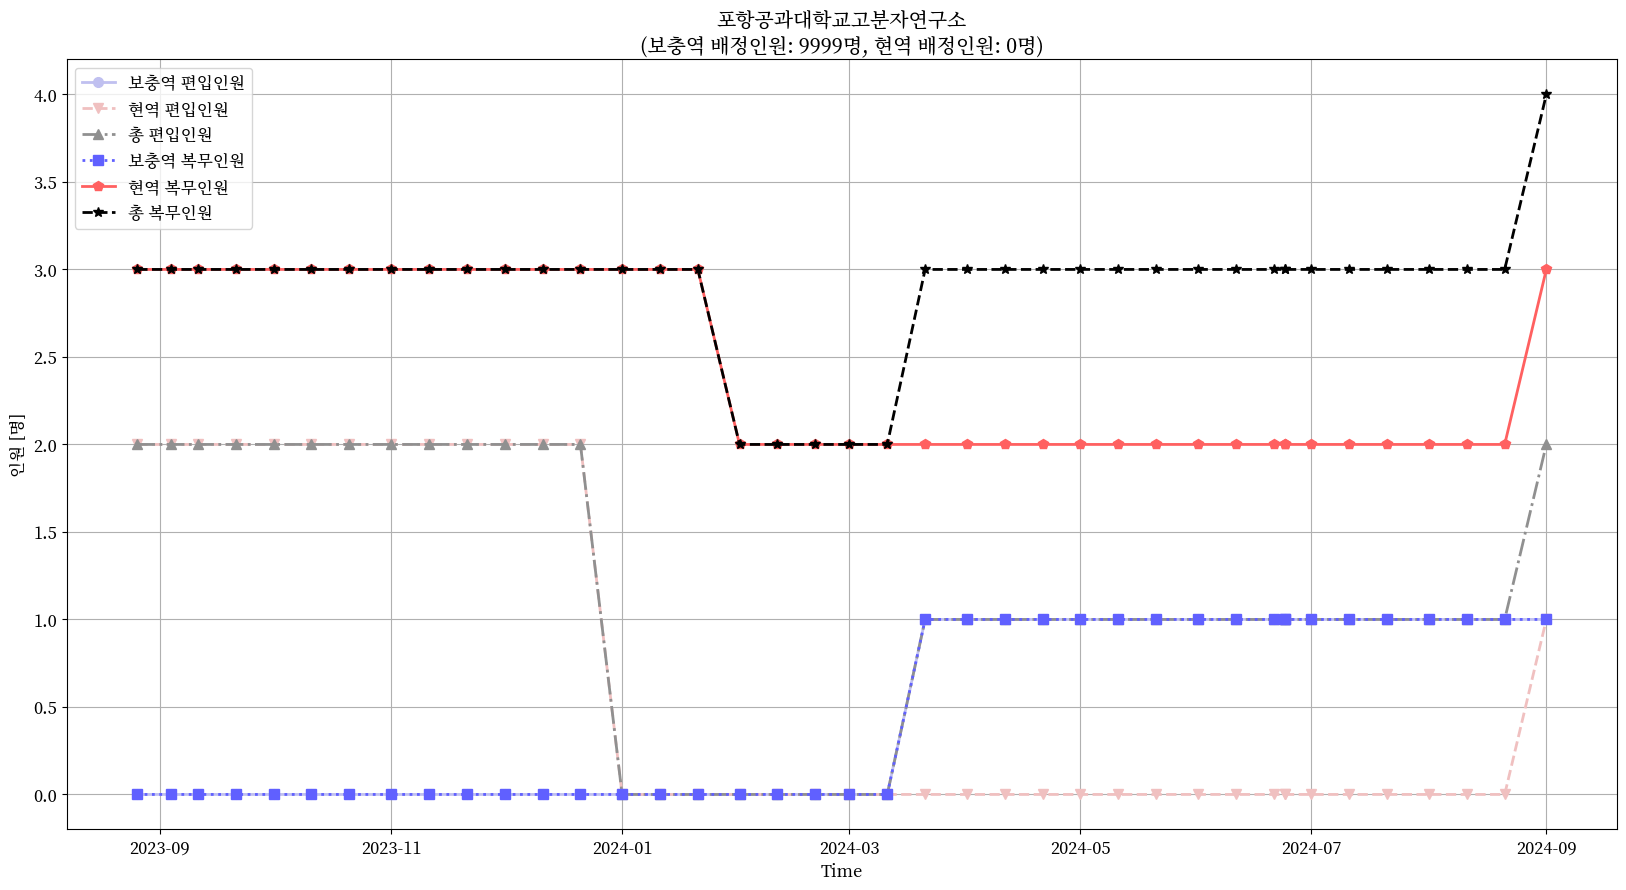 포항공과대학교고분자연구소
(보충역 배정인원: 9999명, 현역 배정인원: 0명)
보충역 편입인원
현역 편입인원
총 편입인원
보충역 복무인원
현역 복무인원
총 복무인원
인원 [명]
4.0
3.5
3.0
2.5
2.0
1.5
1.0
0.5
0.0
2023-09
2023-11
2024-01
2024-03
2024-05
2024-07
2024-09
Time